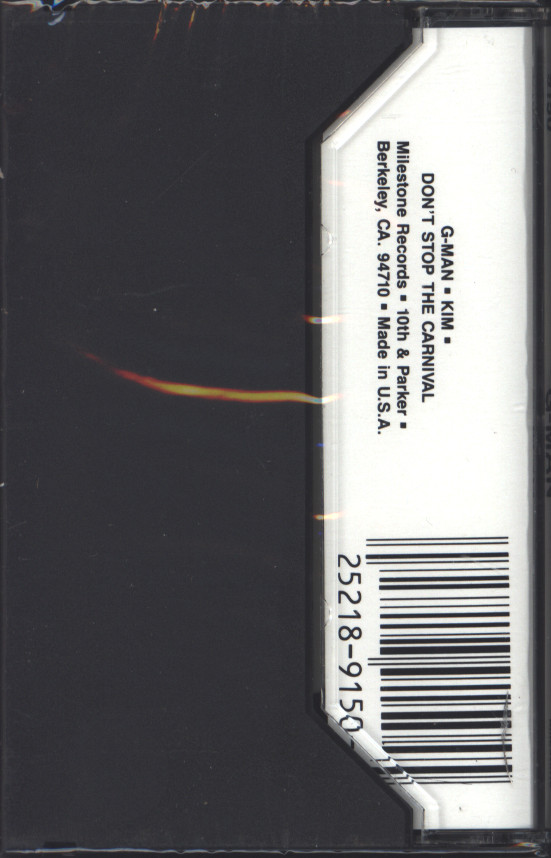 G-MAN ▪ KIM ▪
DON'T STOP THE CARNIVAL
Milestone Records ▪ 10th & Parker ▪
Berkeley, CA. 94710 ▪ Made in U.S.A.
25218-9150